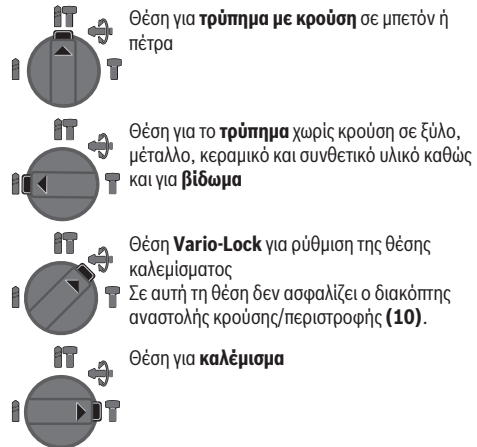 Θέση για τρύπημα με κρούση σε μπετόν ή
πέτρα
Θέση για το τρύπημα χωρίς κρούση σε ξύλο,
μέταλλο, κεραμικό και συνθετικό υλικό καθώς
και για βίδωμα
Θέση Vario-Lock για ρύθμιση της θέσης
καλεμίσματος
Σε αυτή τη θέση δεν ασφαλίζει ο διακόπτης
αναστολής κρούσης/περιστροφής (10).
Θέση για καλέμισμα